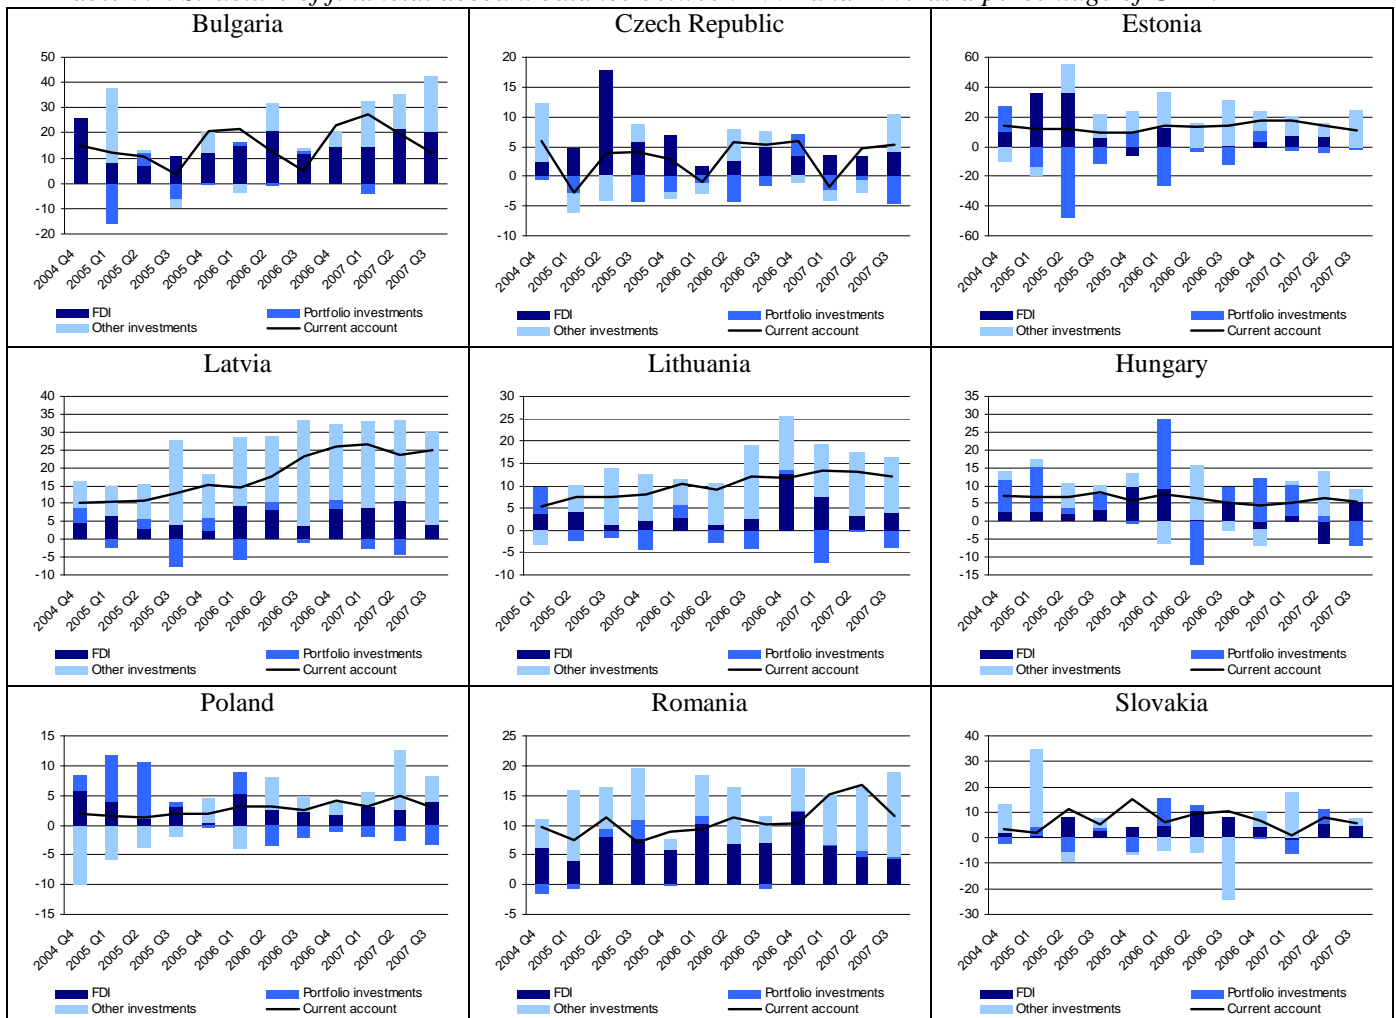 Bulgaria
50
40
30
20
10
0
-10
-20
2004 Q4
2005 Q1
2005 Q2
2005 Q3
2005 Q4
2006 Q1
2006 Q2
2006 Q3
2006 Q4
2007 Q1
2007 Q2
2007 Q3
FDI Portfolio investments
Other investments Current account
Czech Republic
20
15
10
5
0
-5
-10
2004 Q4
2005 Q1
2005 Q2
2005 Q3
2005 Q4
2006 Q1
2006 Q2
2006 Q3
2006 Q4
2007 Q1
2007 Q2
2007 Q3
FDI Portfolio investments
Other investments Current account
Estonia
60
40
20
0
-20
-40
-60
2004 Q4
2005 Q1
2005 Q2
2005 Q3
2005 Q4
2006 Q1
2006 Q2
2006 Q3
2006 Q4
2007 Q1
2007 Q2
2007 Q3
FDI Portfolio investments
Other investments Current account
Latvia
40
35
30
25
20
15
10
5
0
-5
-10
2004 Q4
2005 Q1
2005 Q2
2005 Q3
2005 Q4
2006 Q1
2006 Q2
2006 Q3
2006 Q4
2007 Q1
2007 Q2
2007 Q3
FDI Portfolio investments
Other investments Current account
Lithuania
30
25
20
15
10
5
0
-5
-10
2005 Q1
2005 Q2
2005 Q3
2005 Q4
2006 Q1
2006 Q2
2006 Q3
2006 Q4
2007 Q1
2007 Q2
2007 Q3
FDI Portfolio investments
Other investments Current account
Hungary
35
30
25
20
15
10
5
0
-5
-10
-15
2004 Q4
2005 Q1
2005 Q2
2005 Q3
2005 Q4
2006 Q1
2006 Q2
2006 Q3
2006 Q4
2007 Q1
2007 Q2
2007 Q3
FDI Portfolio investments
Other investments Current account
Poland
15
10
5
0
-5
-10
-15
2004 Q4
2005 Q1
2005 Q2
2005 Q3
2005 Q4
2006 Q1
2006 Q2
2006 Q3
2006 Q4
2007 Q1
2007 Q2
2007 Q3
FDI Portfolio investments
Other investments Current account
Romania
25
20
15
10
5
0
-5
2004 Q4
2005 Q1
2005 Q2
2005 Q3
2005 Q4
2006 Q1
2006 Q2
2006 Q3
2006 Q4
2007 Q1
2007 Q2
2007 Q3
FDI Portfolio investments
Other investments Current account
Slovakia
40
30
20
10
0
-10
-20
-30
2004 Q4
2005 Q1
2005 Q2
2005 Q3
2005 Q4
2006 Q1
2006 Q2
2006 Q3
2006 Q4
2007 Q1
2007 Q2
2007 Q3
FDI Portfolio investments
Other investments Current account